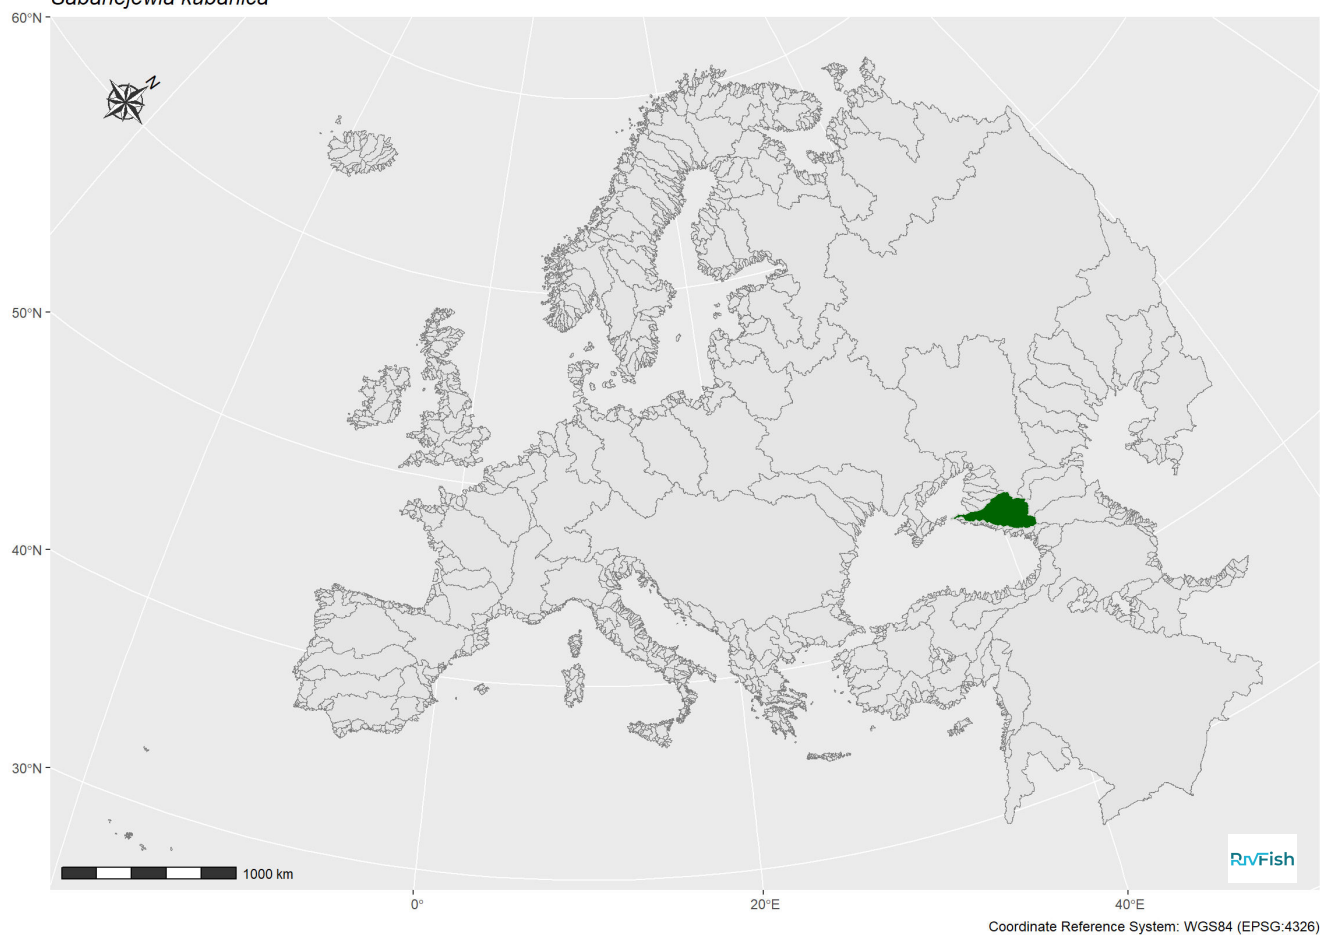 Sabanejewia kubanica
60°N
N
50°N
40°N
30°N
1000 km
RivFish
0°
20°E
40°E
Coordinate Reference System: WGS84 (EPSG:4326)